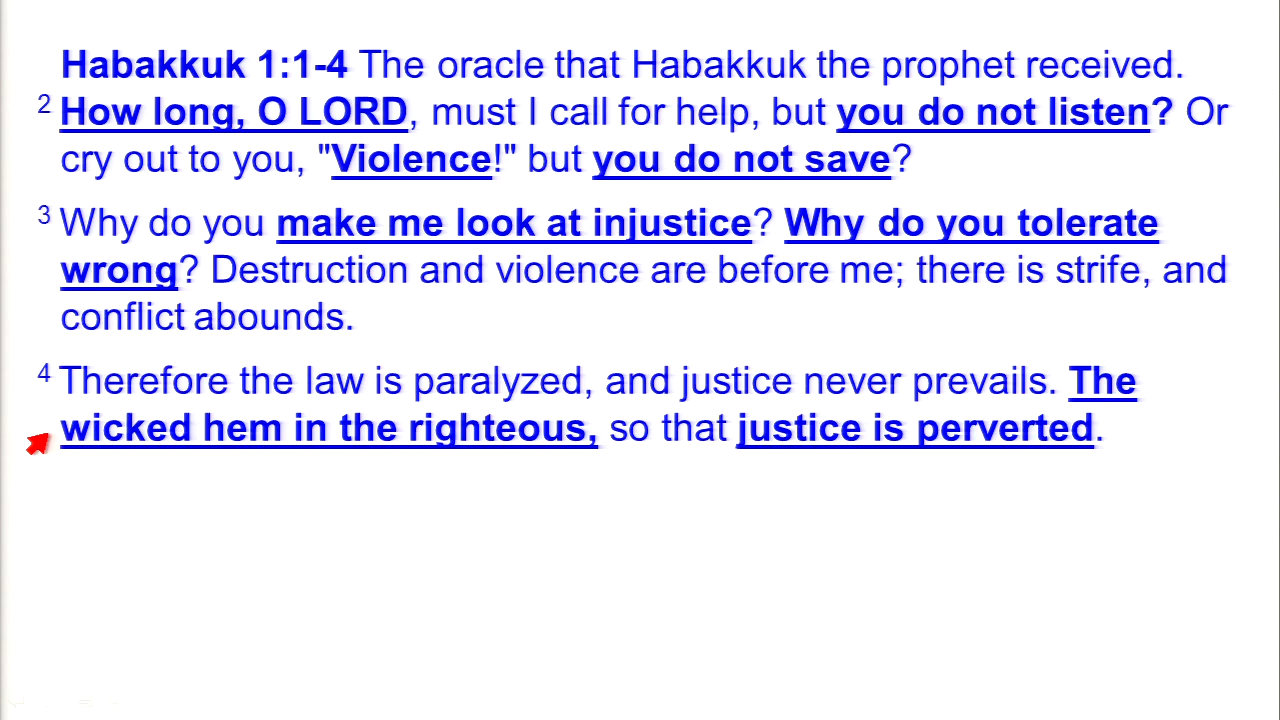 Habakkuk 1:1-4 The oracle that Habakkuk the prophet received.
2 How long, O LORD, must I call for help, but you do not listen? Or
cry out to you, "Violence!" but you do not save?
3 Why do you make me look at injustice? Why do you tolerate
wrong? Destruction and violence are before me; there is strife, and
conflict abounds.
4 Therefore the law is paralyzed, and justice never prevails. The
wicked hem in the righteous, so that justice is perverted.